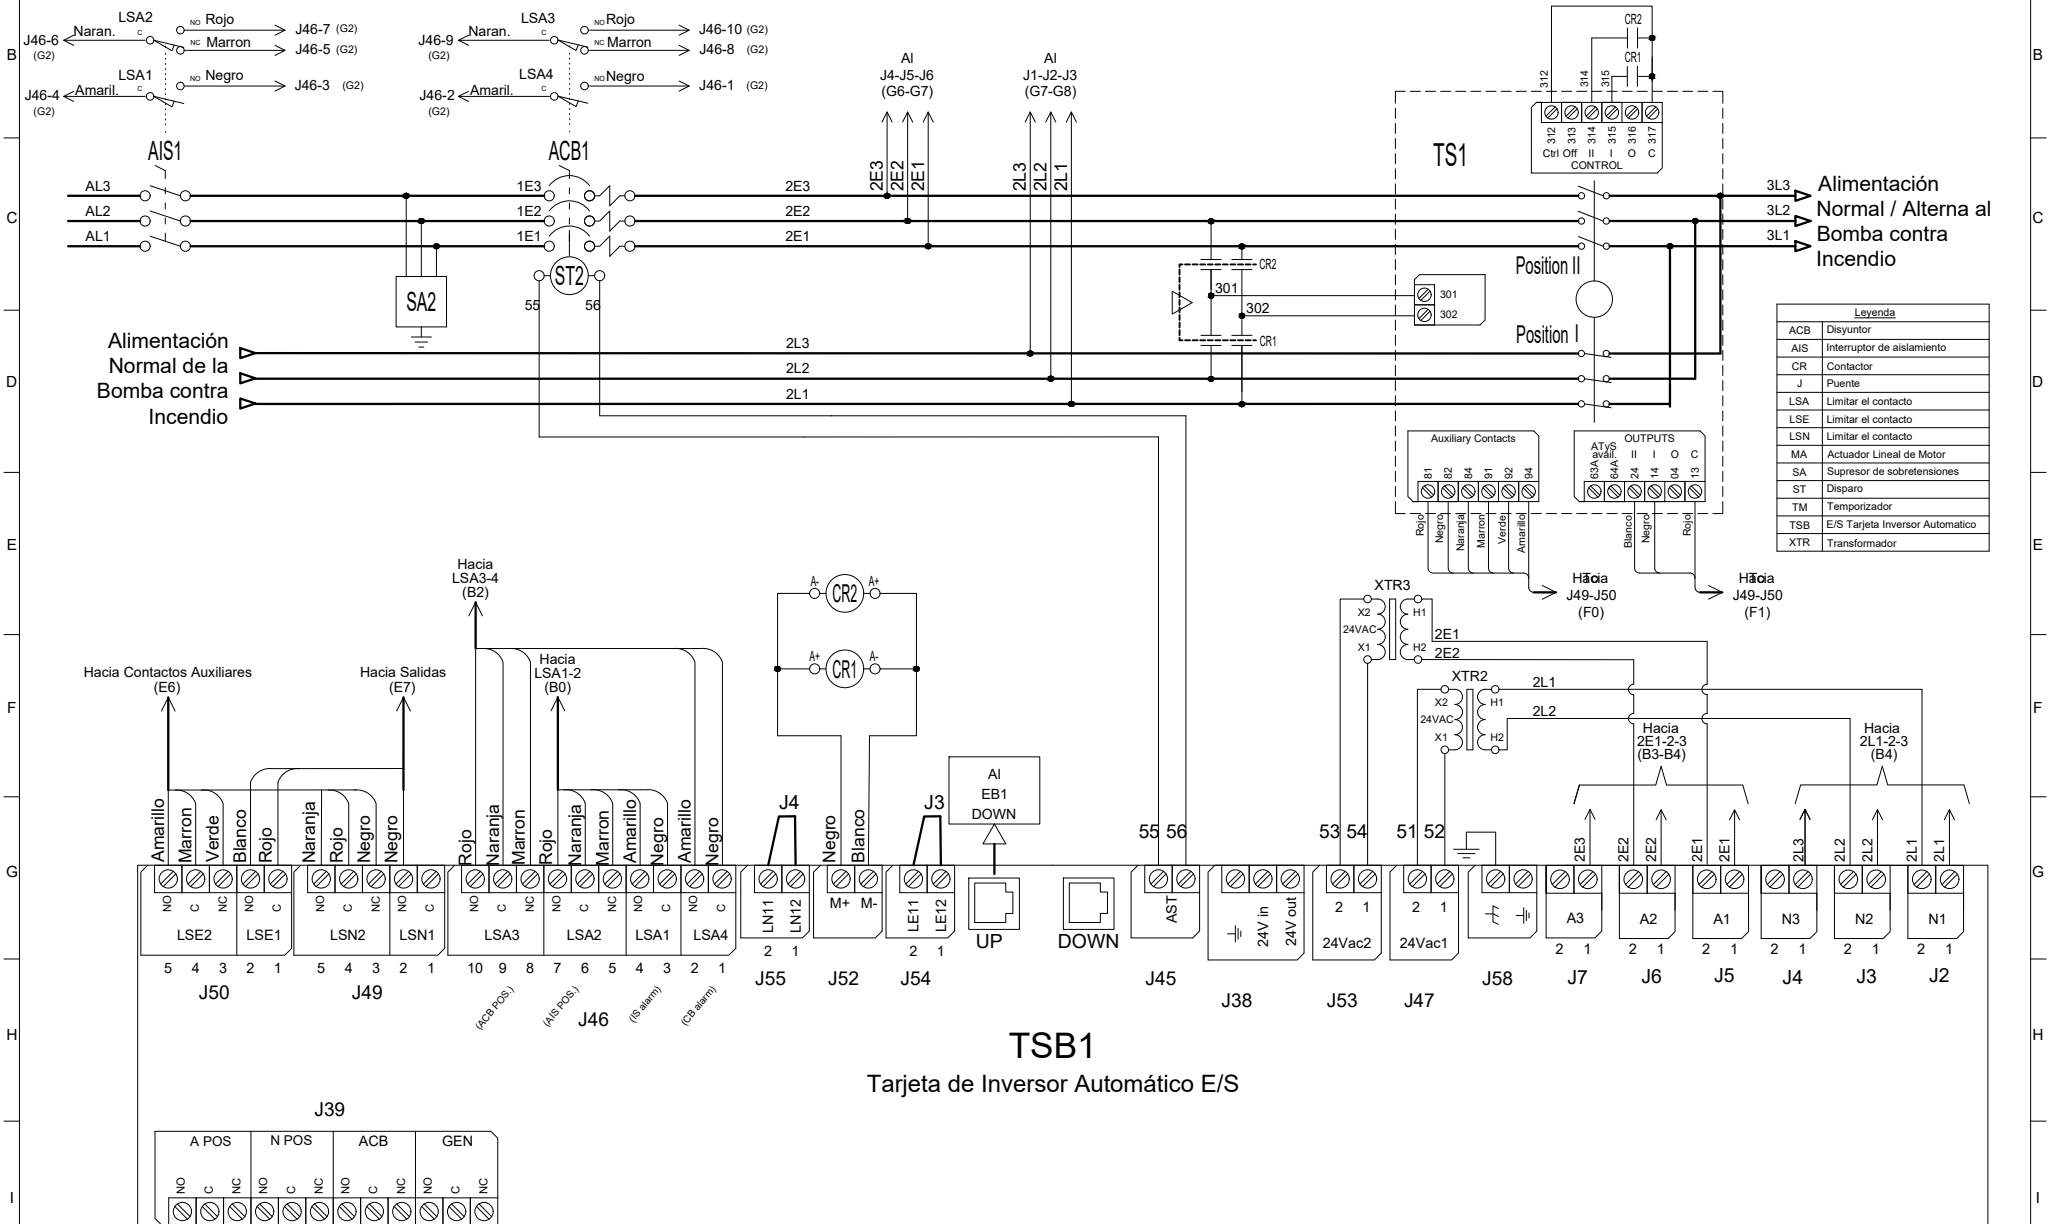 LSA2
NO Rojo
J46-7 (G2)
J46-6
(G2)
Naran.
C
NC Marron
J46-5 (G2)
LSA1
NO Negro
J46-3 (G2)
J46-4
(G2)
Amaril.
C
LSA3
NO Rojo
J46-10 (G2)
J46-9
(G2)
Naran.
C
NC Marron
J46-8 (G2)
LSA4
NO Negro
J46-1 (G2)
J46-2
(G2)
Amaril.
C
Al
J4-J5-J6
(G6-G7)
Al
J1-J2-J3
(G7-G8)
CR2
CR1
312
314
315
312 313 314 315 316 317
Ctrl Off II I O C
CONTROL
B
B
AIS1
ACB1
TS1
2E3
2E2
2E1
2L3
2L2
2L1
AL3
1E3
2E3
3L3
AL2
1E2
2E2
3L2
AL1
1E1
2E1
3L1
Alimentación
Normal / Alterna al
Bomba contra
Incendio
C
C
SA2
ST2
55
56
CR2
301
302
CR1
301
302
Position II
Position I
Alimentación
Normal de la
Bomba contra
Incendio
2L3
2L2
2L1
D
D
Leyenda
ACB Disyuntor
AIS Interruptor de aislamiento
CR Contactor
J Puente
LSA Limitar el contacto
LSE Limitar el contacto
LSN Limitar el contacto
MA Actuador Lineal de Motor
SA Supresor de sobretensiones
ST Disparo
TM Temporizador
TSB E/S Tarjeta Inversor Automatico
XTR Transformador
Auxiliary Contacts
81 82 84 91 92 94
OUTPUTS
ATyS
avail. II I O C
63A 64A 24 14 04 13
Rojo
Negro
Naranja
Marron
Verde
Amarillo
Blanco
Negro
Rojo
E
E
Hacia
J49-J50
(F0)
Hacia
J49-J50
(F1)
Hacia
LSA3-4
(B2)
A- CR2 A+
A+ CR1 A-
XTR3
X2 H1
24VAC
X1 H2
2E1
2E2
XTR2
X2 H1
24VAC
X1 H2
2L1
2L2
Hacia Contactos Auxiliares
(E6)
Hacia Salidas
(E7)
Hacia
LSA1-2
(B0)
Hacia
2E1-2-3
(B3-B4)
Hacia
2L1-2-3
(B4)
F
F
Al
EB1
DOWN
Amarillo
Marron
Verde
Blanco
Rojo
Naranja
Rojo
Negro
Negro
Rojo
Naranja
Marron
Rojo
Naranja
Marron
Amarillo
Negro
Amarillo
Negro
J4
Negro
Blanco
J3
55 56
53 54
51 52
2E3
2E2
2E2
2E1
2E1
2L3
2L2
2L2
2L1
2L1
G
G
NO C NC NO C
LSE2 LSE1
5 4 3 2 1
J50
NO C NC NO C
LSN2 LSN1
5 4 3 2 1
J49
NO C NC NO C NC NO C NO C
LSA3 LSA2 LSA1 LSA4
10 9 8 7 6 5 4 3 2 1
(ACB POS.)
(AIS POS.)
(IS alarm)
(CB alarm)
J46
LN11 LN12
2 1
J55
M+ M-
J52
LE11 LE12
2 1
J54
UP
DOWN
AST
J45
24V in
24V out
J38
2 1
24Vac2
J53
2 1
24Vac1
J47
J58
A3
2 1
J7
A2
2 1
J6
A1
2 1
J5
N3
2 1
J4
N2
2 1
J3
N1
2 1
J2
H
H
TSB1
Tarjeta de Inversor Automático E/S
J39
A POS N POS ACB GEN
NO C NC NO C NC NO C NC NO C NC
I
I